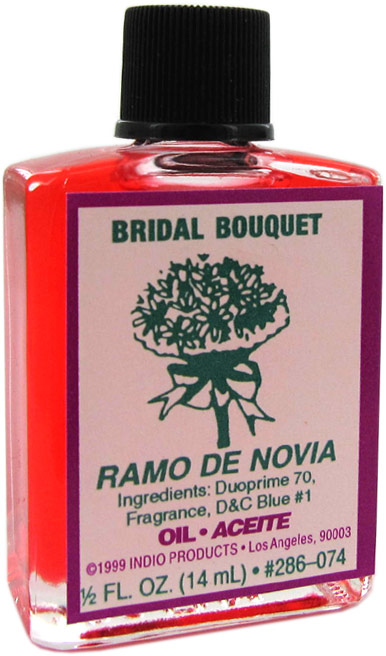 BRIDAL BOUQUET
RAMO DE NOVIA
Ingredients: Duoprime 70,
Fragrance, D&C Blue #1
OIL • ACEITE
©1999 INDIO PRODUCTS • Los Angeles, 90003
½ FL. OZ. (14 mL) • #286–074